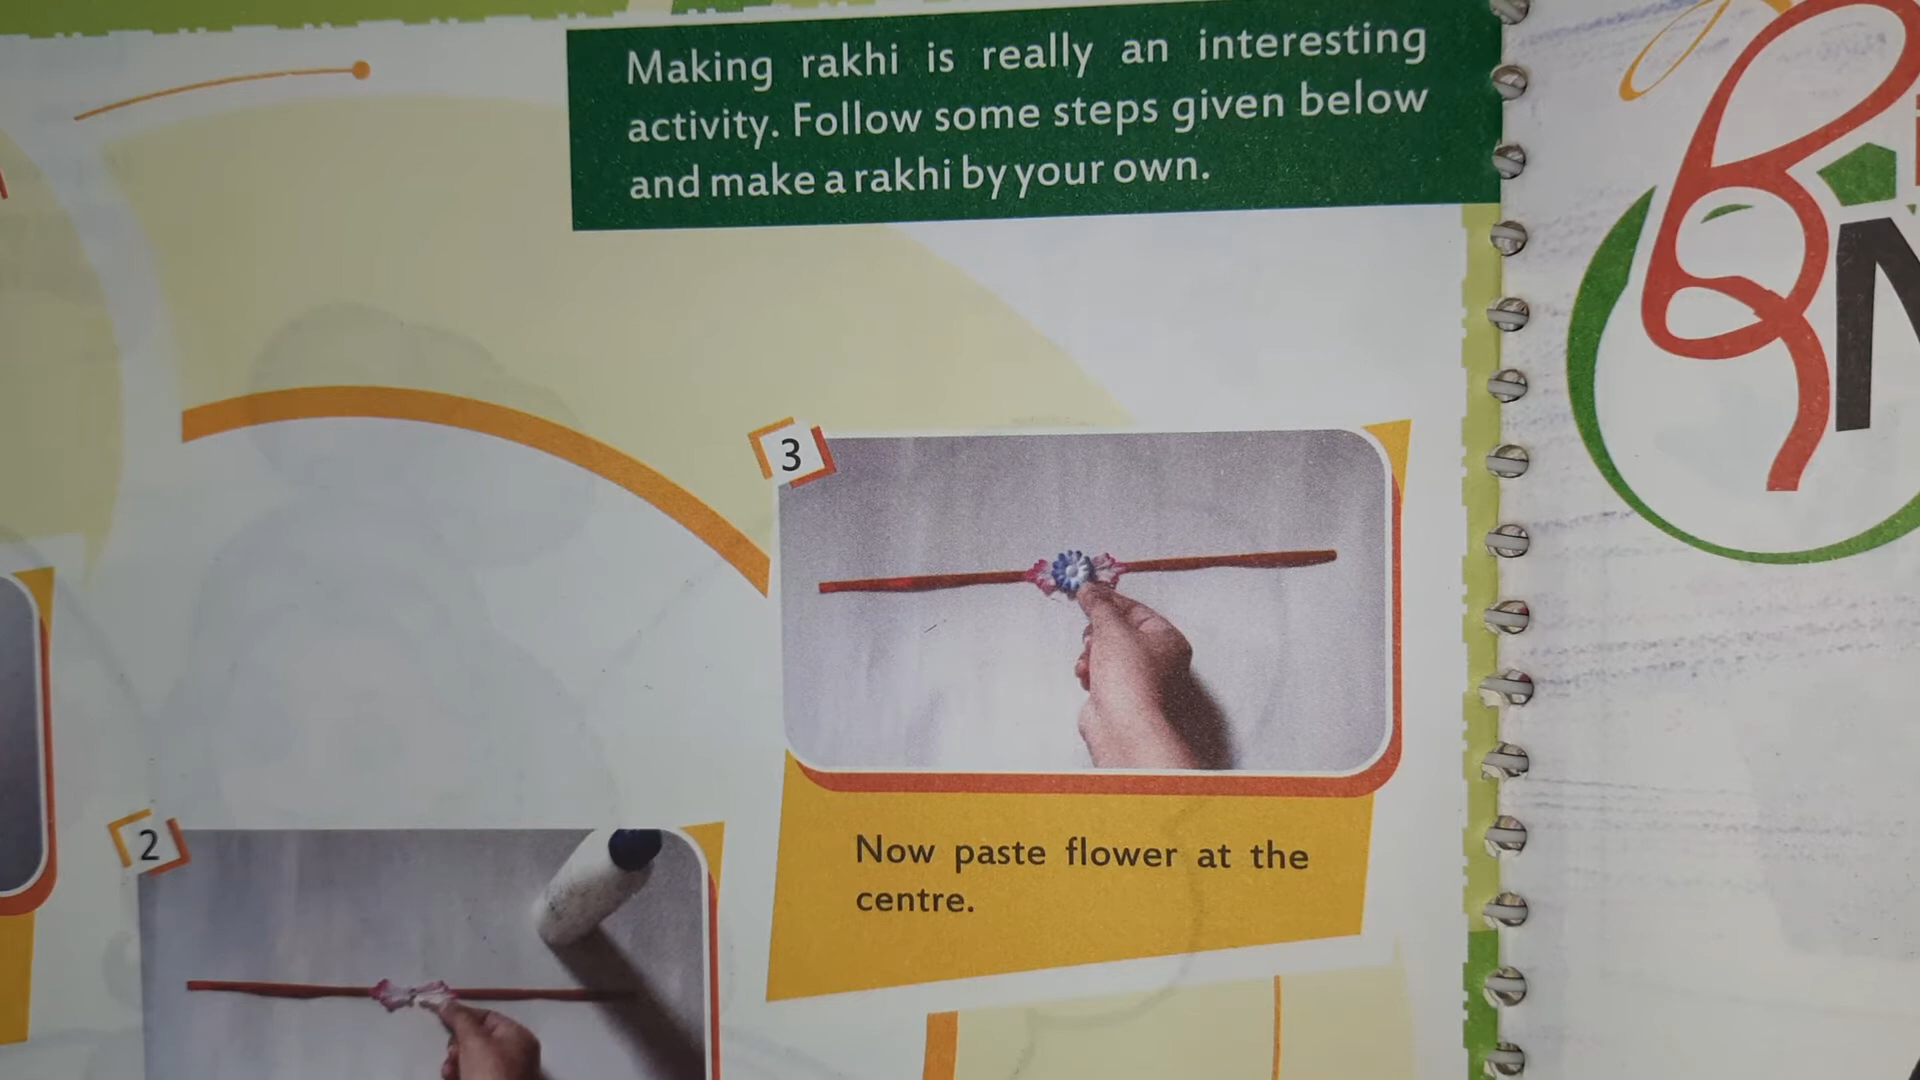 Making rakhi is really an interesting
activity. Follow some steps given below
and make a rakhi by your own.
3
Now paste flower at the
centre.
2